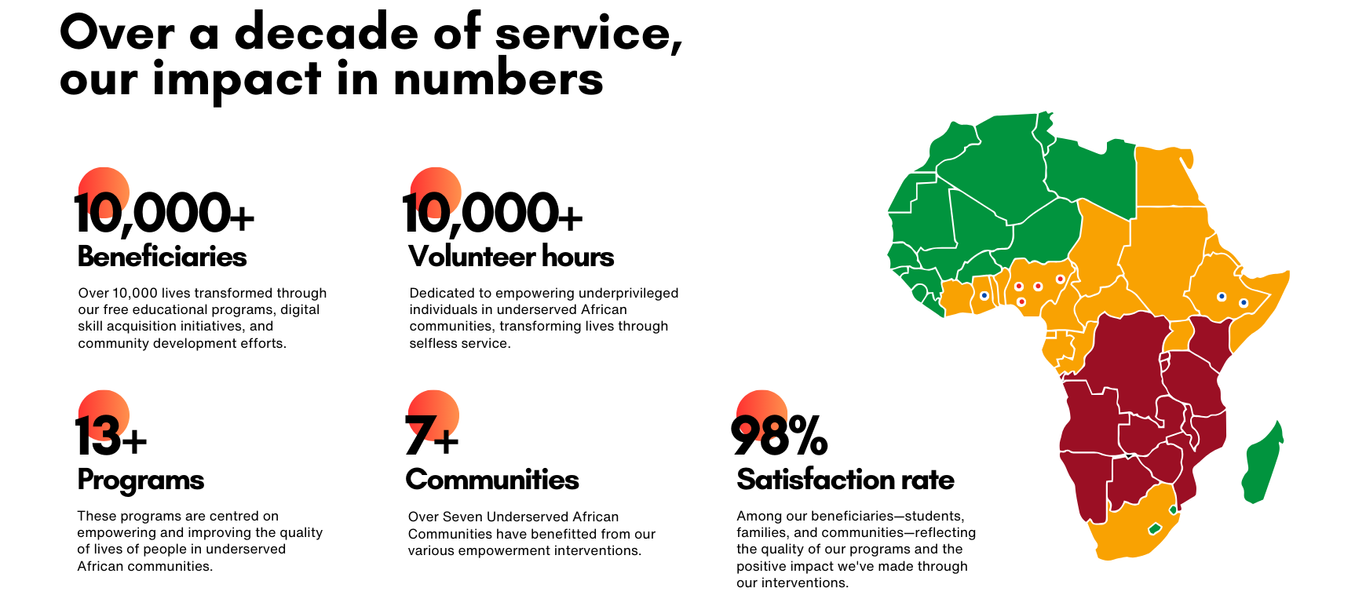 Over a decade of service,
our impact in numbers
10,000+
Beneficiaries
Over 10,000 lives transformed through
our free educational programs, digital
skill acquisition initiatives, and
community development efforts.
10,000+
Volunteer hours
Dedicated to empowering underprivileged
individuals in underserved African
communities, transforming lives through
selfless service.
13+
Programs
These programs are centred on
empowering and improving the quality
of lives of people in underserved
African communities.
7+
Communities
Over Seven Underserved African
Communities have benefitted from our
various empowerment interventions.
98%
Satisfaction rate
Among our beneficiaries—students,
families, and communities—reflecting
the quality of our programs and the
positive impact we've made through
our interventions.